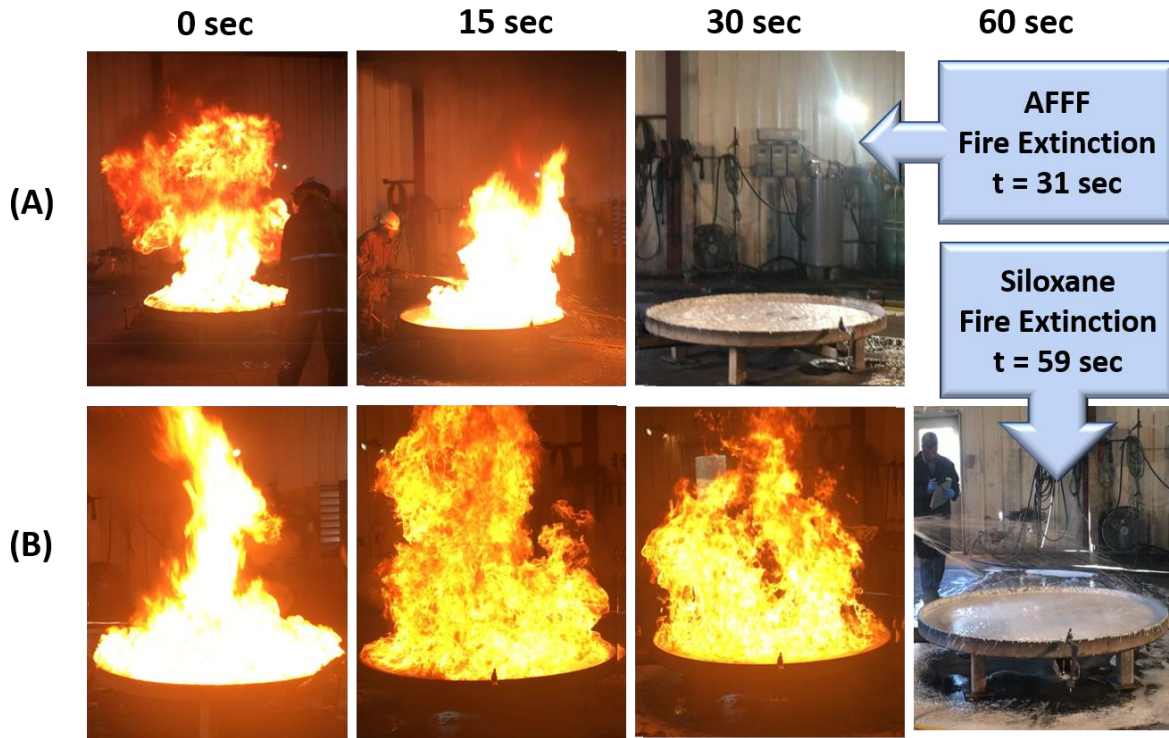 0 sec
15 sec
30 sec
60 sec
(A)
AFFF
Fire Extinction
t = 31 sec
Siloxane
Fire Extinction
t = 59 sec
(B)